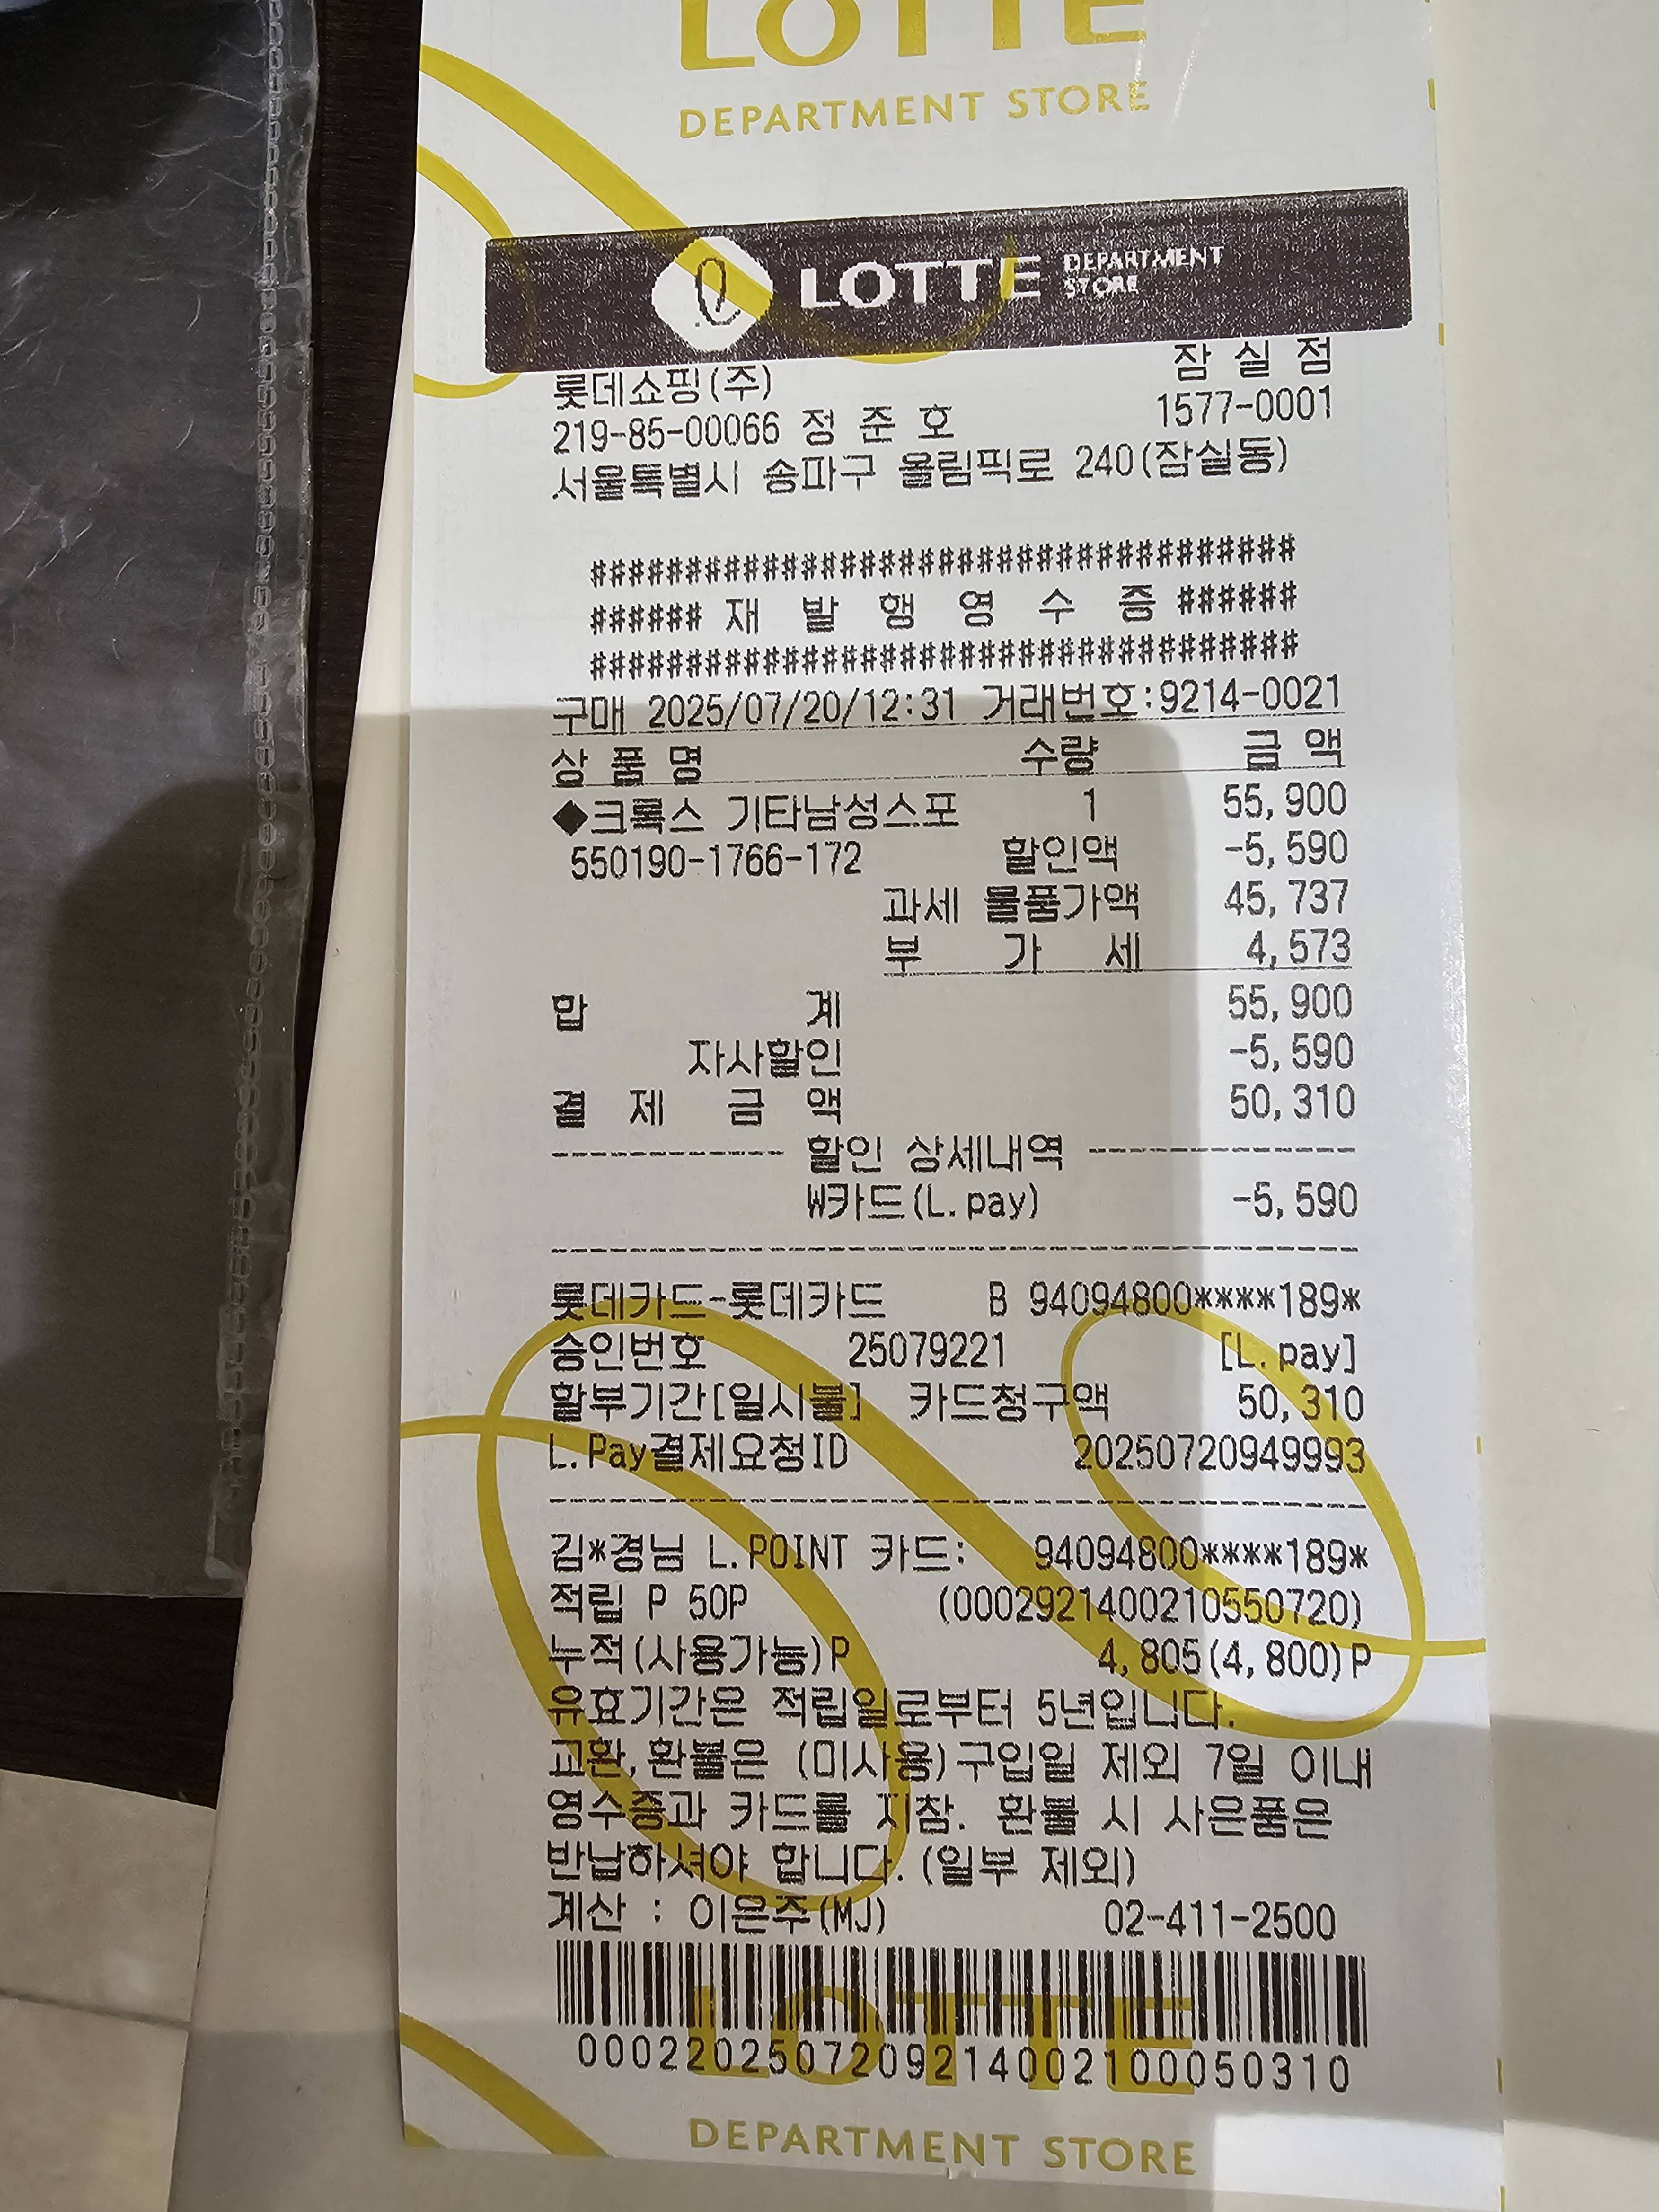 LOTTE
DEPARTMENT STORE
LOTTE DEPARTMENT STORE
잠 실 점
롯데쇼핑(주) 1577-0001
219-85-00066 정 준 호
서울특별시 송파구 올림픽로 240(잠실동)
####################################
###### 재 발 행 영 수 증 ######
####################################
구매 2025/07/20/12:31 거래번호:9214-0021
상 품 명 수량 금 액
◆크록스 기타남성스포 1 55,900
550190-1766-172 할인액 -5,590
과세 물품가액 45,737
부 가 세 4,573
합 계 55,900
자사할인 -5,590
결 제 금 액 50,310
------------ 할인 상세내역 --------------
W카드(L.pay) -5,590
------------------------------------------
롯데카드-롯데카드 B 94094800****189*
승인번호 25079221 [L.pay]
할부기간[일시불] 카드청구액 50,310
L.Pay결제요청ID 20250720949993
------------------------------------------
김*경님 L.POINT 카드: 94094800****189*
적립 P 50P (0002921400210550720)
누적(사용가능)P 4,805(4,800)P
유효기간은 적립일로부터 5년입니다.
교환,환불은 (미사용)구입일 제외 7일 이내
영수증과 카드를 지참. 환불 시 사은품은
반납하셔야 합니다.(일부 제외)
계산 : 이은주(MJ) 02-411-2500
0002202507209214002100050310
LOTTE
DEPARTMENT STORE